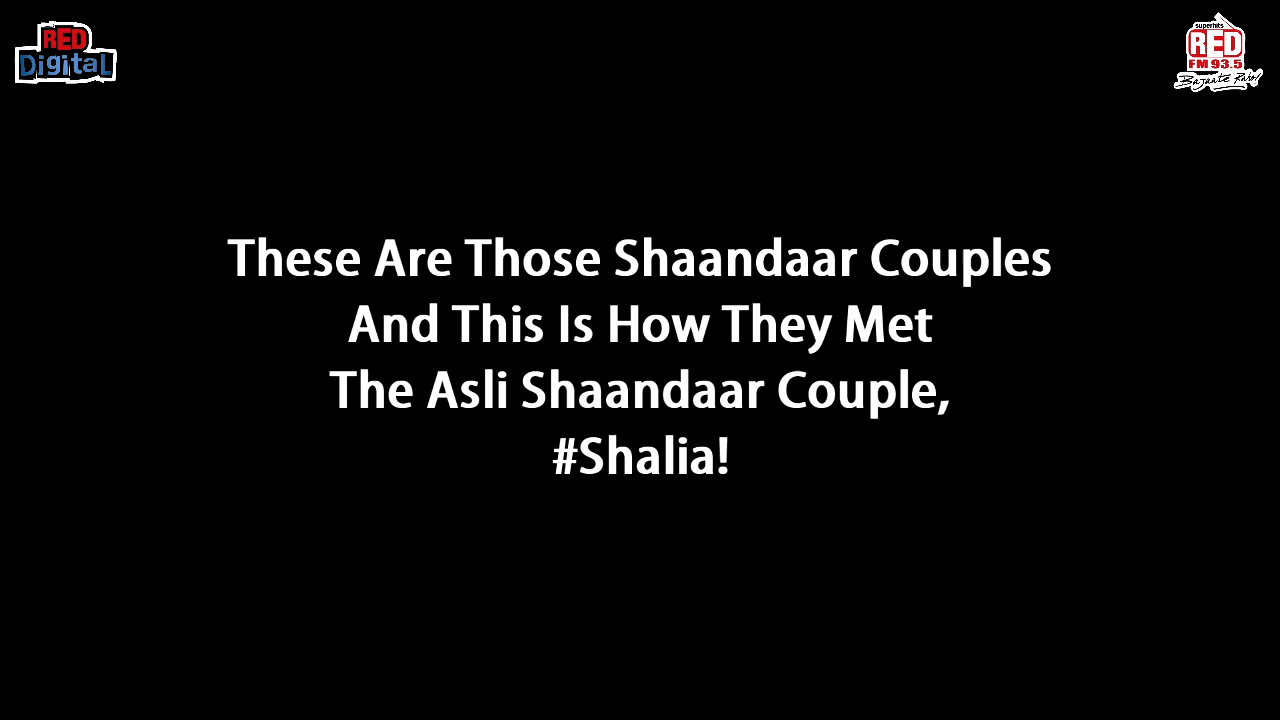 RED
Digital
superhits
RED
FM 93.5
Bajaate Raho!
These Are Those Shaandaar Couples
And This Is How They Met
The Asli Shaandaar Couple,
#Shalia!